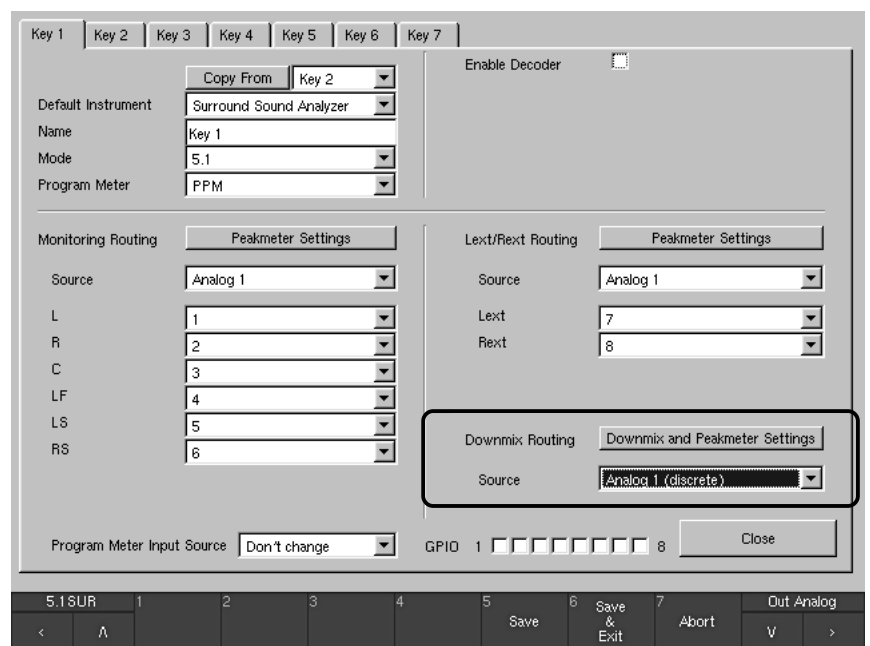 Key 1 Key 2 Key 3 Key 4 Key 5 Key 6 Key 7
Copy From Key 2
Enable Decoder
Default Instrument Surround Sound Analyzer
Name Key 1
Mode 5.1
Program Meter PPM
Monitoring Routing Peakmeter Settings
Source Analog 1
L 1
R 2
C 3
LF 4
LS 5
RS 6
Lext/Rext Routing Peakmeter Settings
Source Analog 1
Lext 7
Rext 8
Downmix Routing Downmix and Peakmeter Settings
Source Analog 1 (discrete)
Program Meter Input Source Don't change
GPIO 1 8
Close
5.1SUR 1 2 3 4 5 6 7 Out Analog
< Λ Save Save & Exit Abort V >